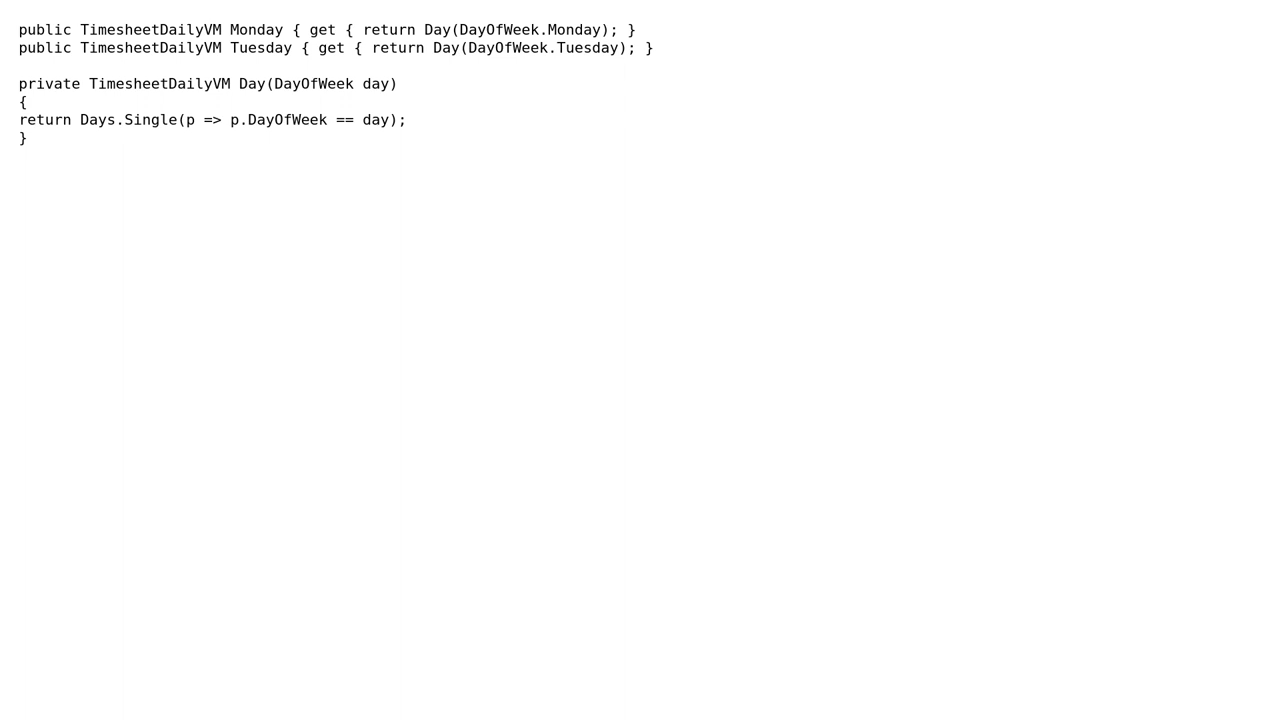 public TimesheetDailyVM Monday { get { return Day(DayOfWeek.Monday); }
public TimesheetDailyVM Tuesday { get { return Day(DayOfWeek.Tuesday); }

private TimesheetDailyVM Day(DayOfWeek day)
{
return Days.Single(p => p.DayOfWeek == day);
}